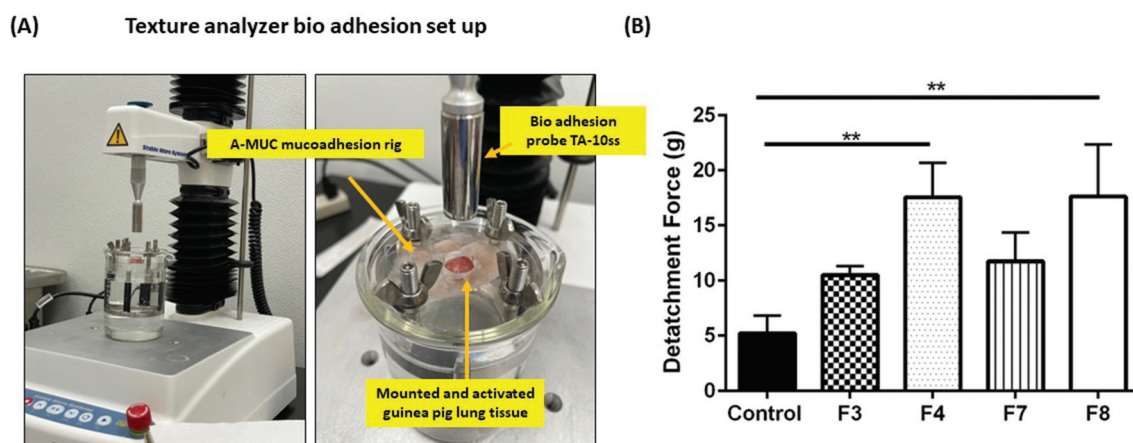 (A) Texture analyzer bio adhesion set up
A-MUC mucoadhesion rig
Bio adhesion
probe TA-10ss
Mounted and activated
guinea pig lung tissue
(B)
**
**
Detatchment Force (g)
25
20
15
10
5
0
Control F3 F4 F7 F8